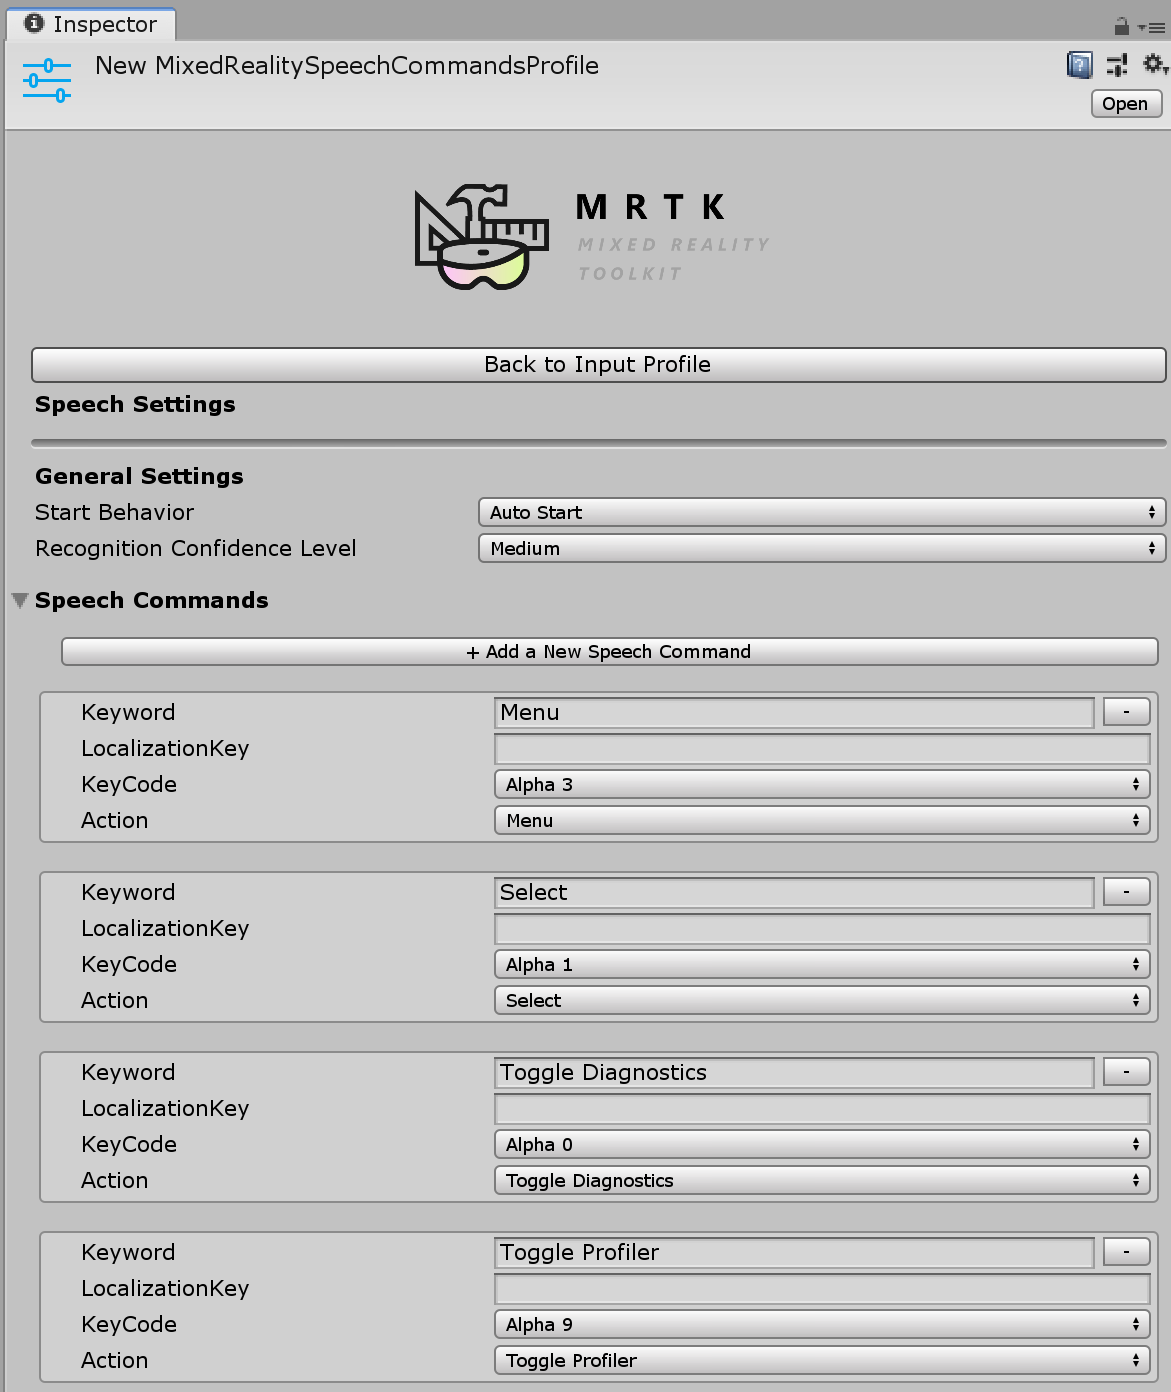 Inspector
New MixedRealitySpeechCommandsProfile
Open
MRTK
MIXED REALITY
TOOLKIT
Back to Input Profile
Speech Settings
General Settings
Start Behavior Auto Start
Recognition Confidence Level Medium
Speech Commands
+ Add a New Speech Command
Keyword Menu -
LocalizationKey
KeyCode Alpha 3
Action Menu
Keyword Select -
LocalizationKey
KeyCode Alpha 1
Action Select
Keyword Toggle Diagnostics -
LocalizationKey
KeyCode Alpha 0
Action Toggle Diagnostics
Keyword Toggle Profiler -
LocalizationKey
KeyCode Alpha 9
Action Toggle Profiler